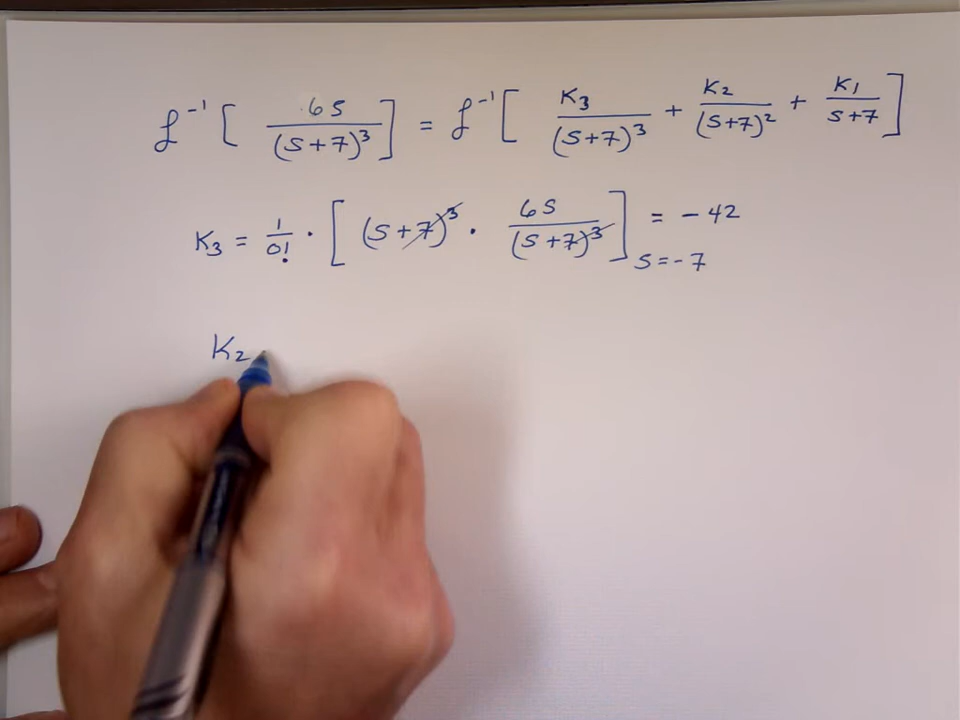 ℒ⁻¹ [ 6S / (S+7)³ ] = ℒ⁻¹ [ K₃ / (S+7)³ + K₂ / (S+7)² + K₁ / S+7 ]
K₃ = 1/0! · [ (S+7)³ · 6S / (S+7)³ ] S=-7 = -42
K₂